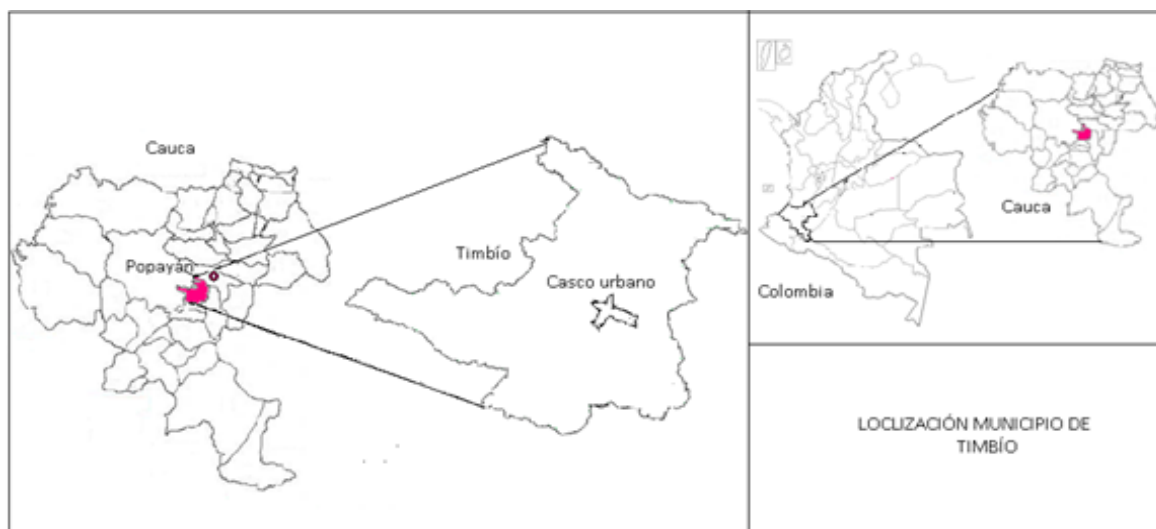 Cauca
Popayán
Timbío
Casco urbano
Cauca
Colombia
LOCLIZACIÓN MUNICIPIO DE
TIMBÍO